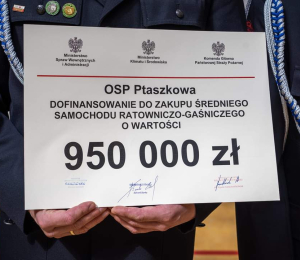 Ministerstwo
Spraw Wewnętrznych
i Administracji
Ministerstwo
Klimatu i Środowiska
Komenda Główna
Państwowej Straży Pożarnej
OSP Ptaszkowa
DOFINANSOWANIE DO ZAKUPU ŚREDNIEGO
SAMOCHODU RATOWNICZO-GAŚNICZEGO
O WARTOŚCI
950 000 zł